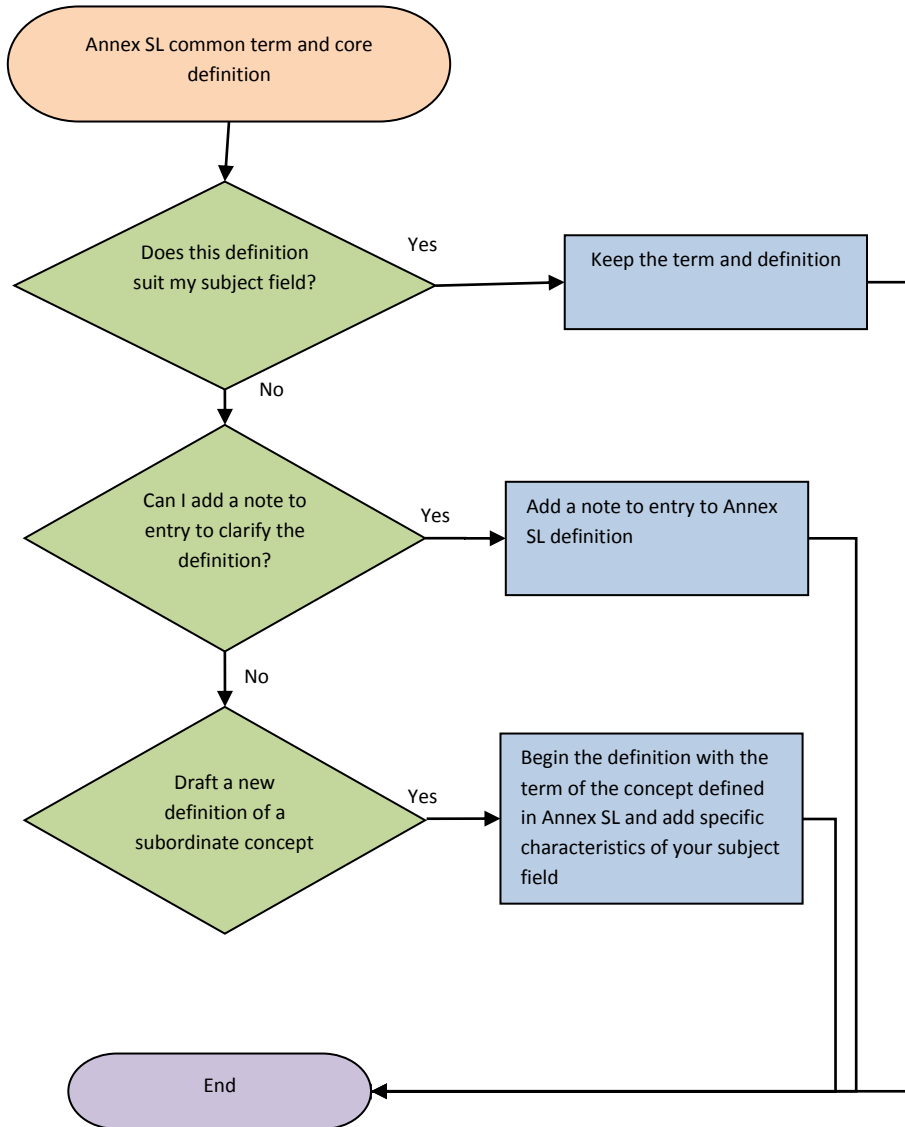 Annex SL common term and core
definition
Does this definition
suit my subject field?
Yes
Keep the term and definition
No
Can I add a note to
entry to clarify the
definition?
Yes
Add a note to entry to Annex
SL definition
No
Draft a new
definition of a
subordinate concept
Yes
Begin the definition with the
term of the concept defined
in Annex SL and add specific
characteristics of your subject
field
End